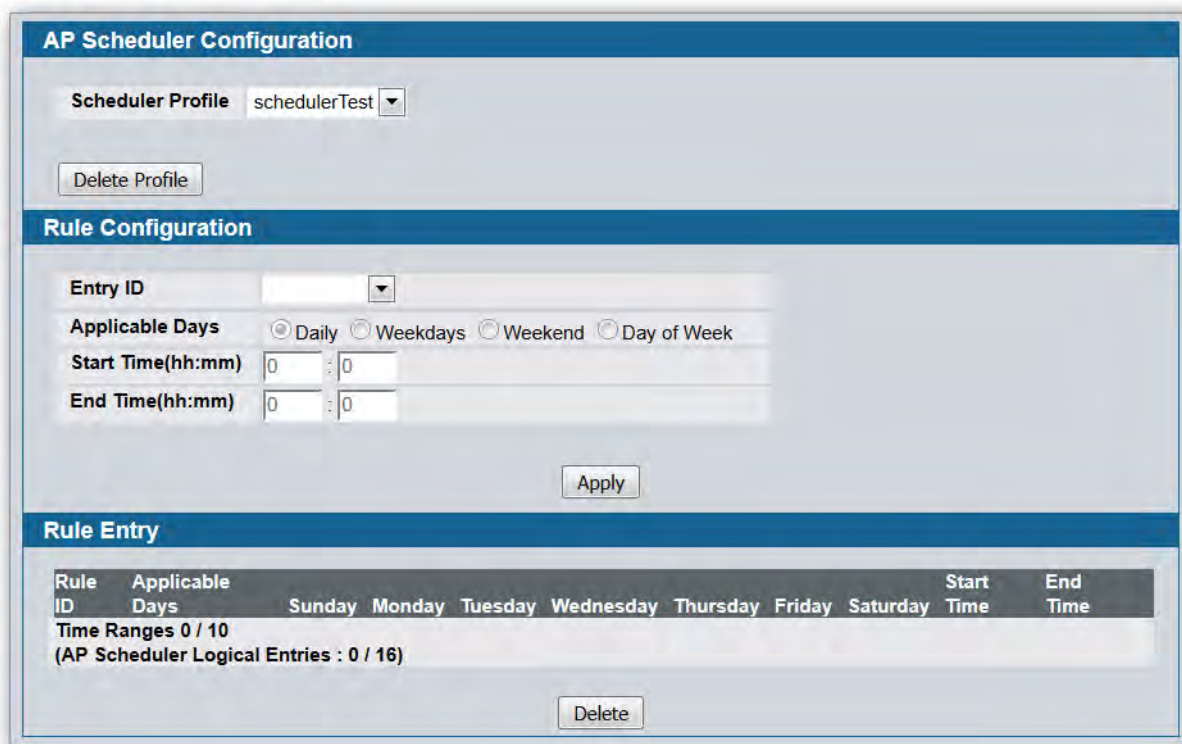 AP Scheduler Configuration
Scheduler Profile schedulerTest
Delete Profile
Rule Configuration
Entry ID
Applicable Days Daily Weekdays Weekend Day of Week
Start Time(hh:mm) 0 : 0
End Time(hh:mm) 0 : 0
Apply
Rule Entry
Rule Applicable Start End
ID Days Sunday Monday Tuesday Wednesday Thursday Friday Saturday Time Time
Time Ranges 0 / 10
(AP Scheduler Logical Entries : 0 / 16)
Delete